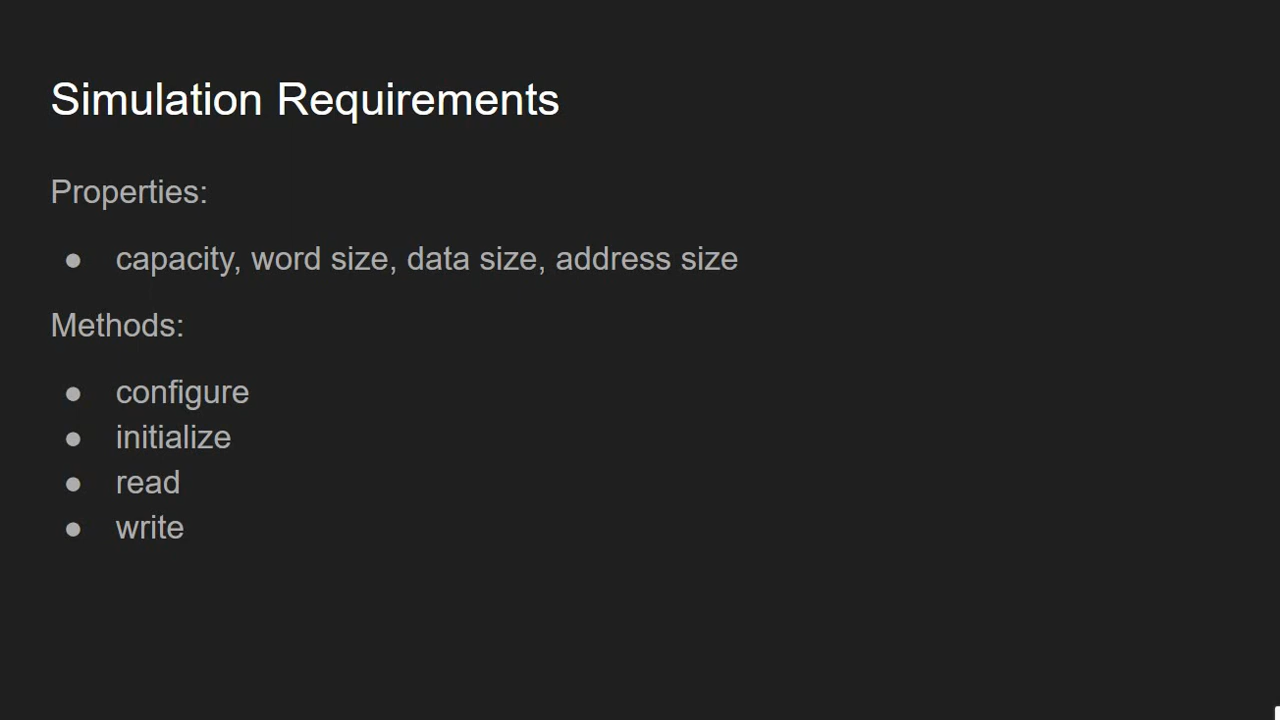 Simulation Requirements
Properties:
● capacity, word size, data size, address size
Methods:
● configure
● initialize
● read
● write